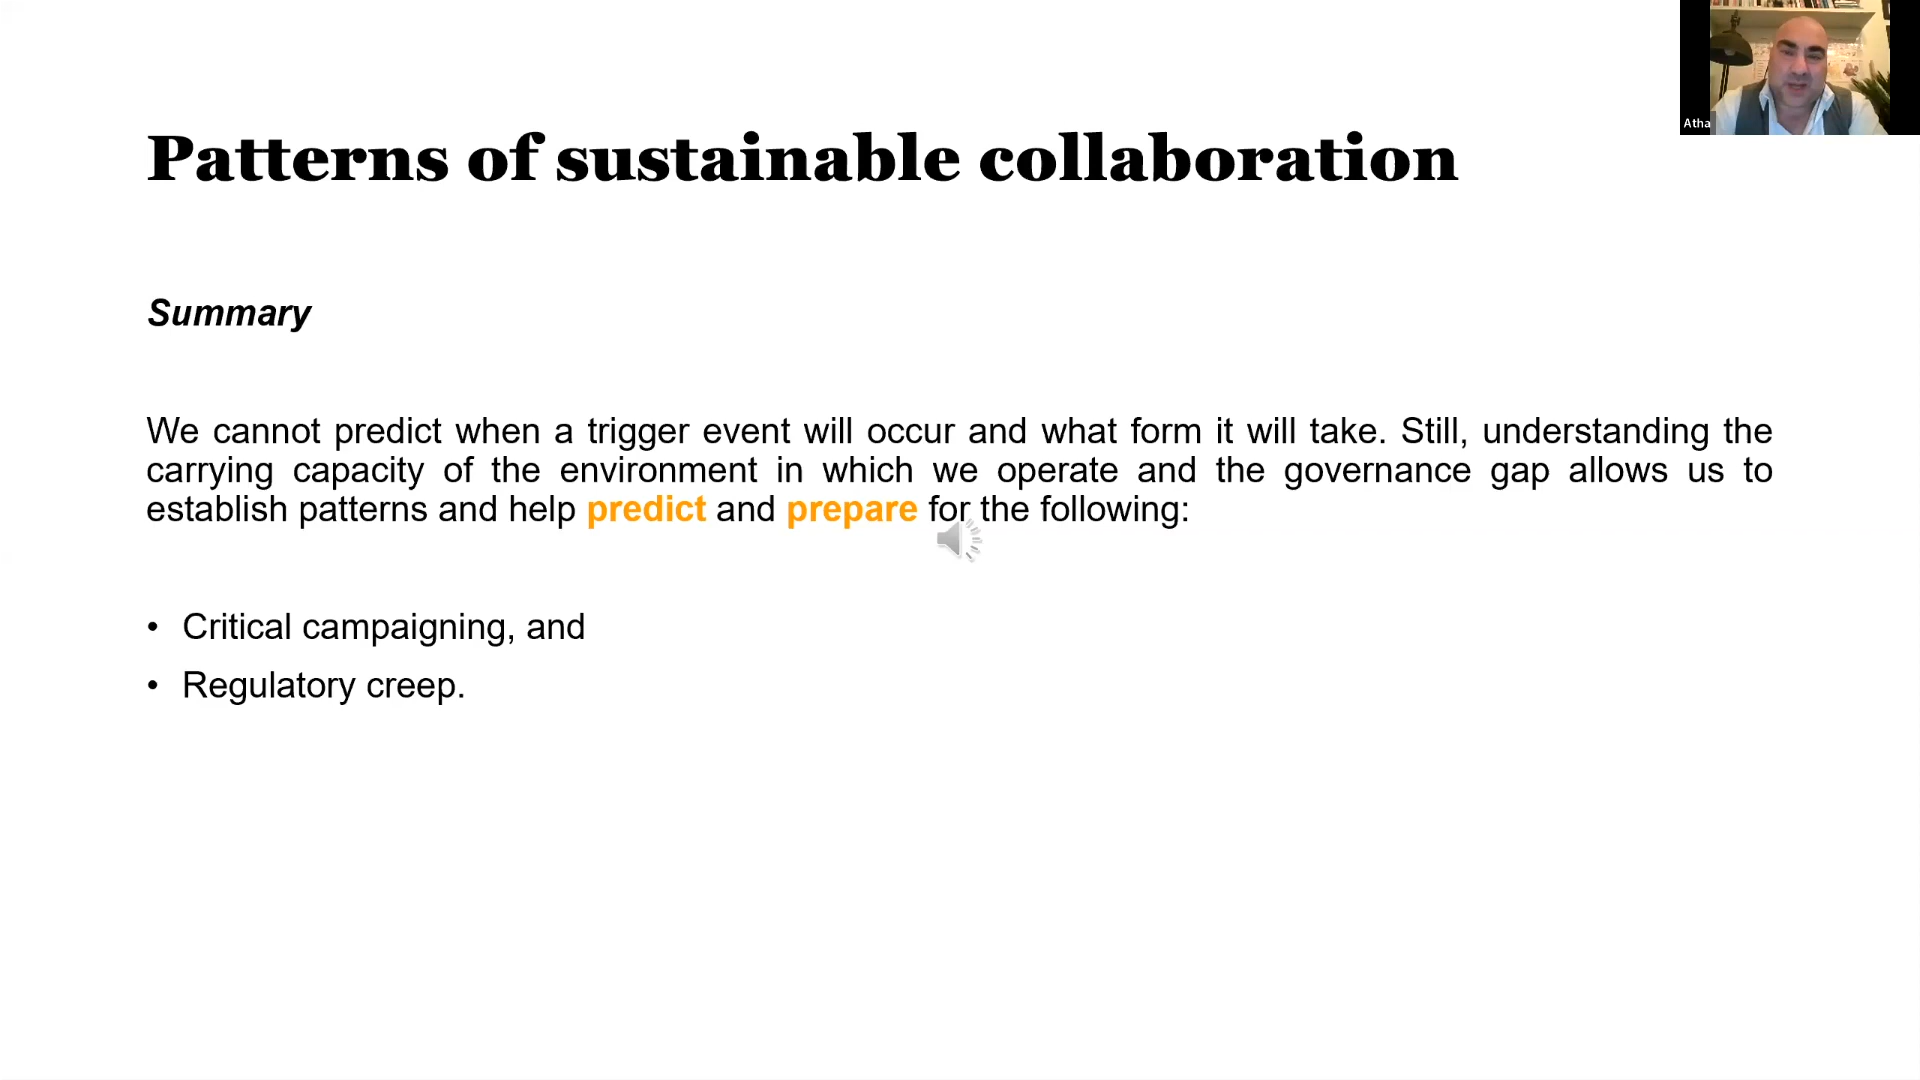 Atha
Patterns of sustainable collaboration
Summary
We cannot predict when a trigger event will occur and what form it will take. Still, understanding the
carrying capacity of the environment in which we operate and the governance gap allows us to
establish patterns and help predict and prepare for the following:
• Critical campaigning, and
• Regulatory creep.